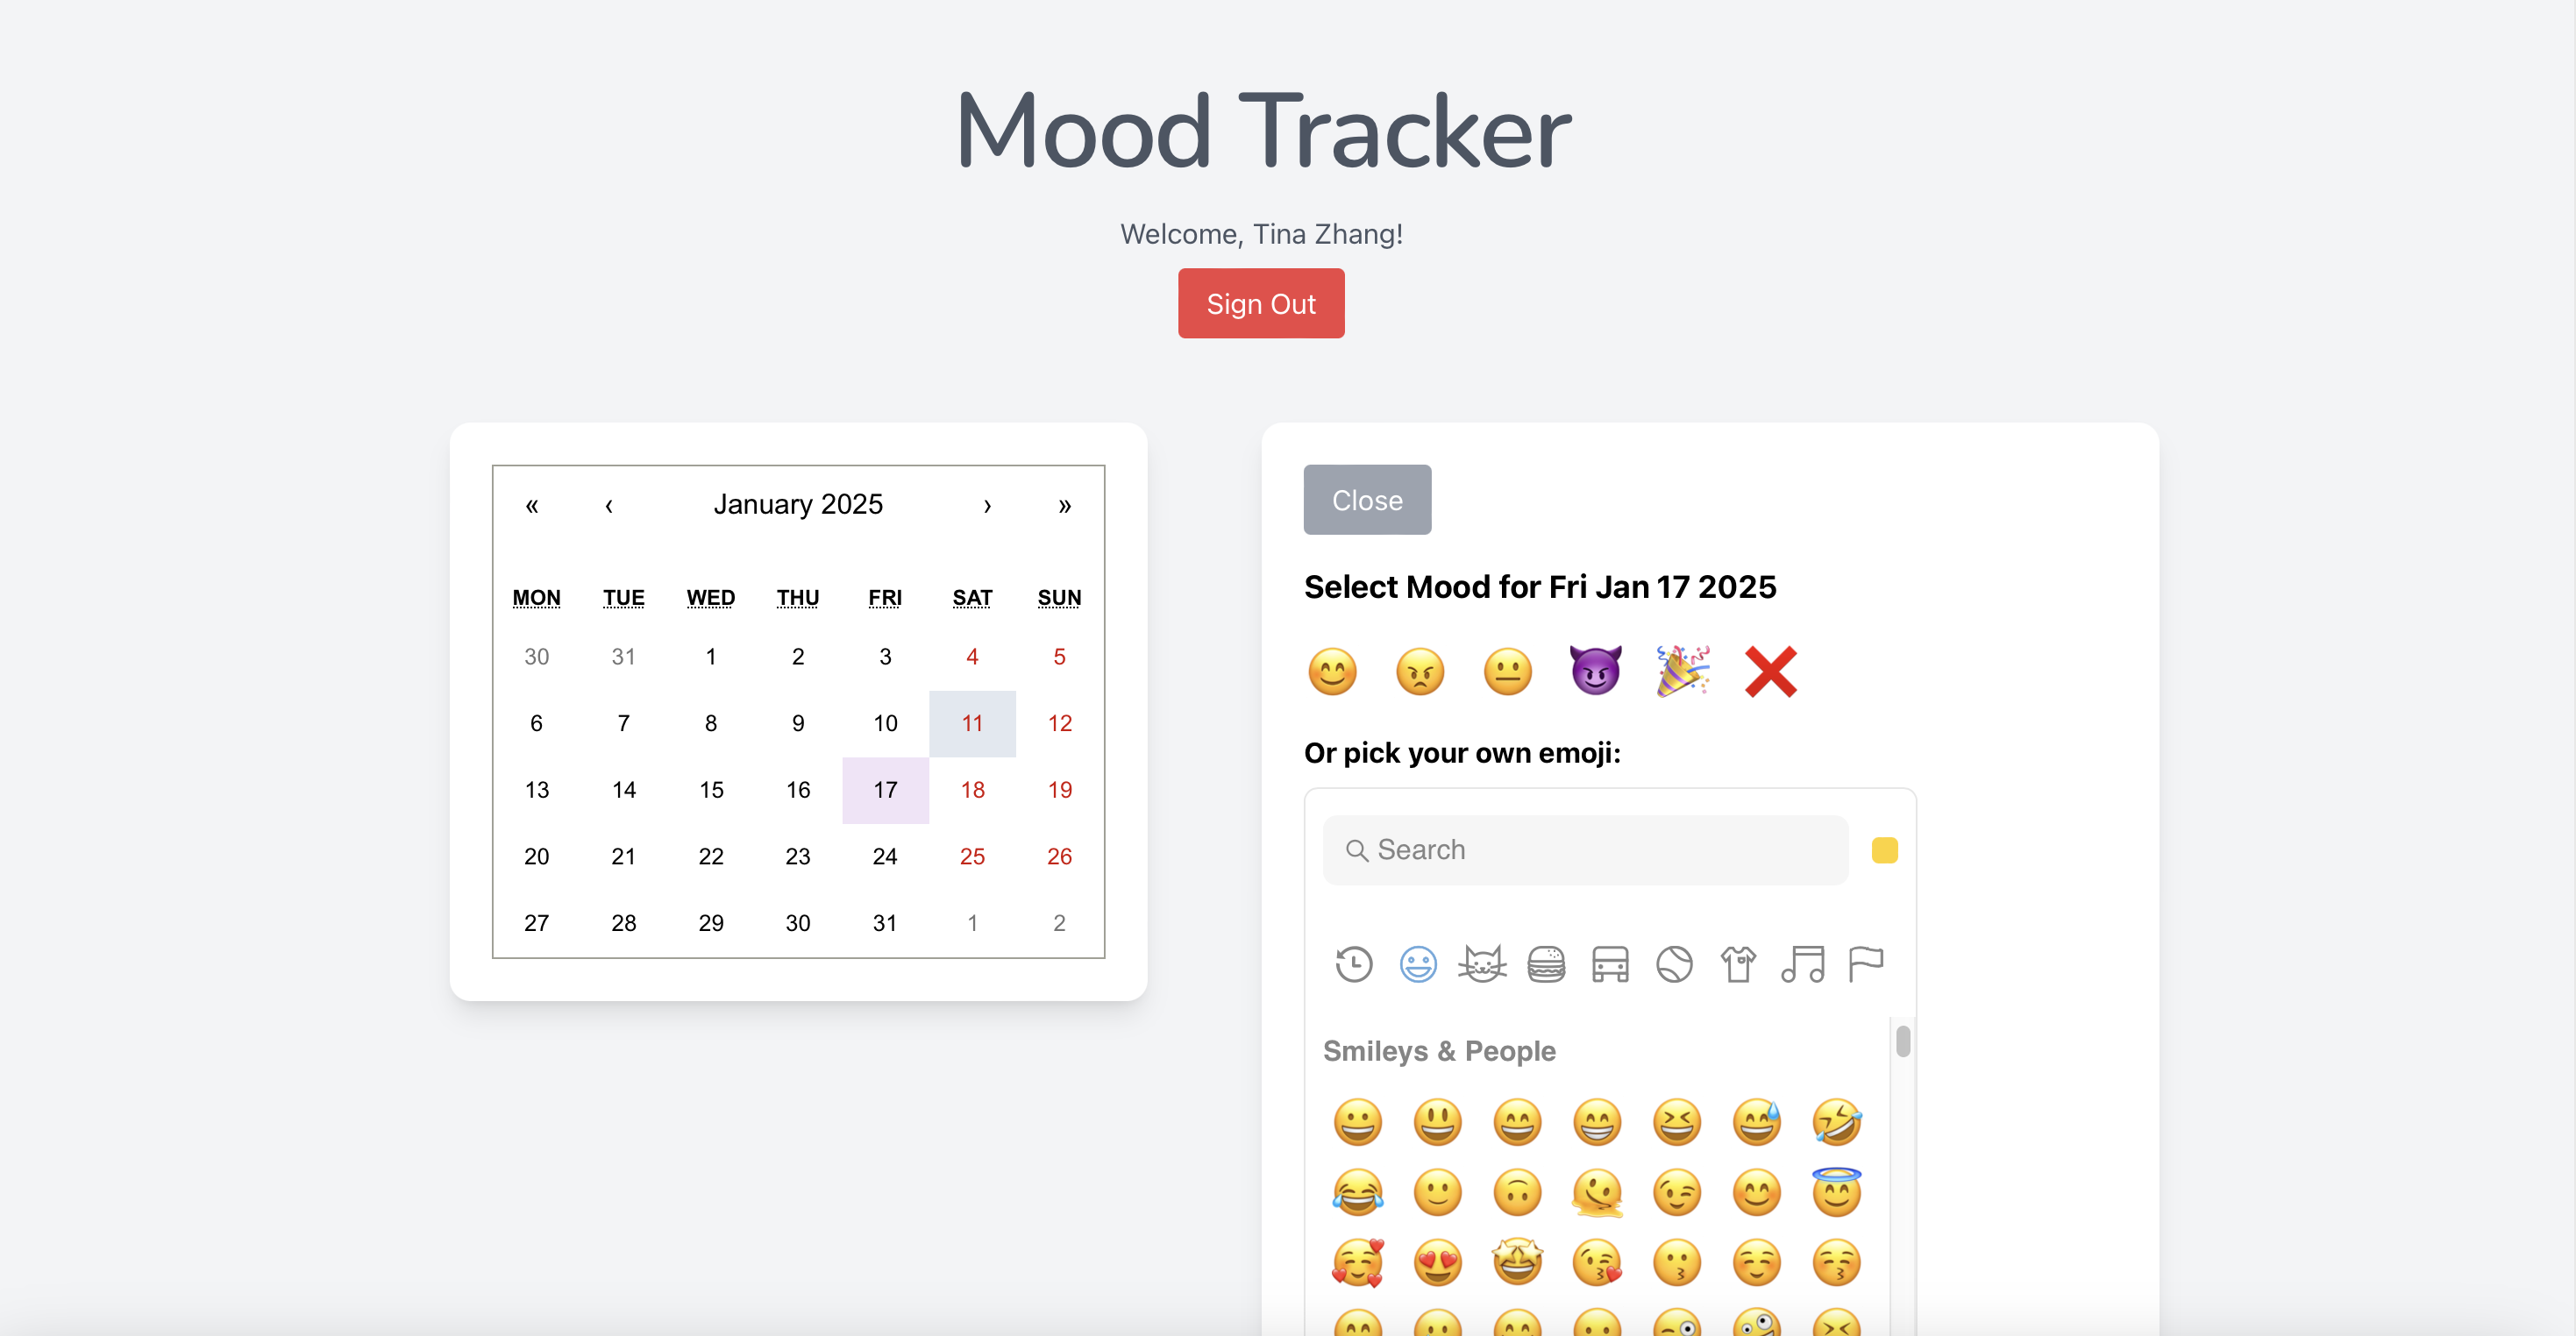 Mood Tracker
Welcome, Tina Zhang!
Sign Out
« ‹ January 2025 › »
MON TUE WED THU FRI SAT SUN
30 31 1 2 3 4 5
6 7 8 9 10 11 12
13 14 15 16 17 18 19
20 21 22 23 24 25 26
27 28 29 30 31 1 2
Close
Select Mood for Fri Jan 17 2025
Or pick your own emoji:
Search
Smileys & People